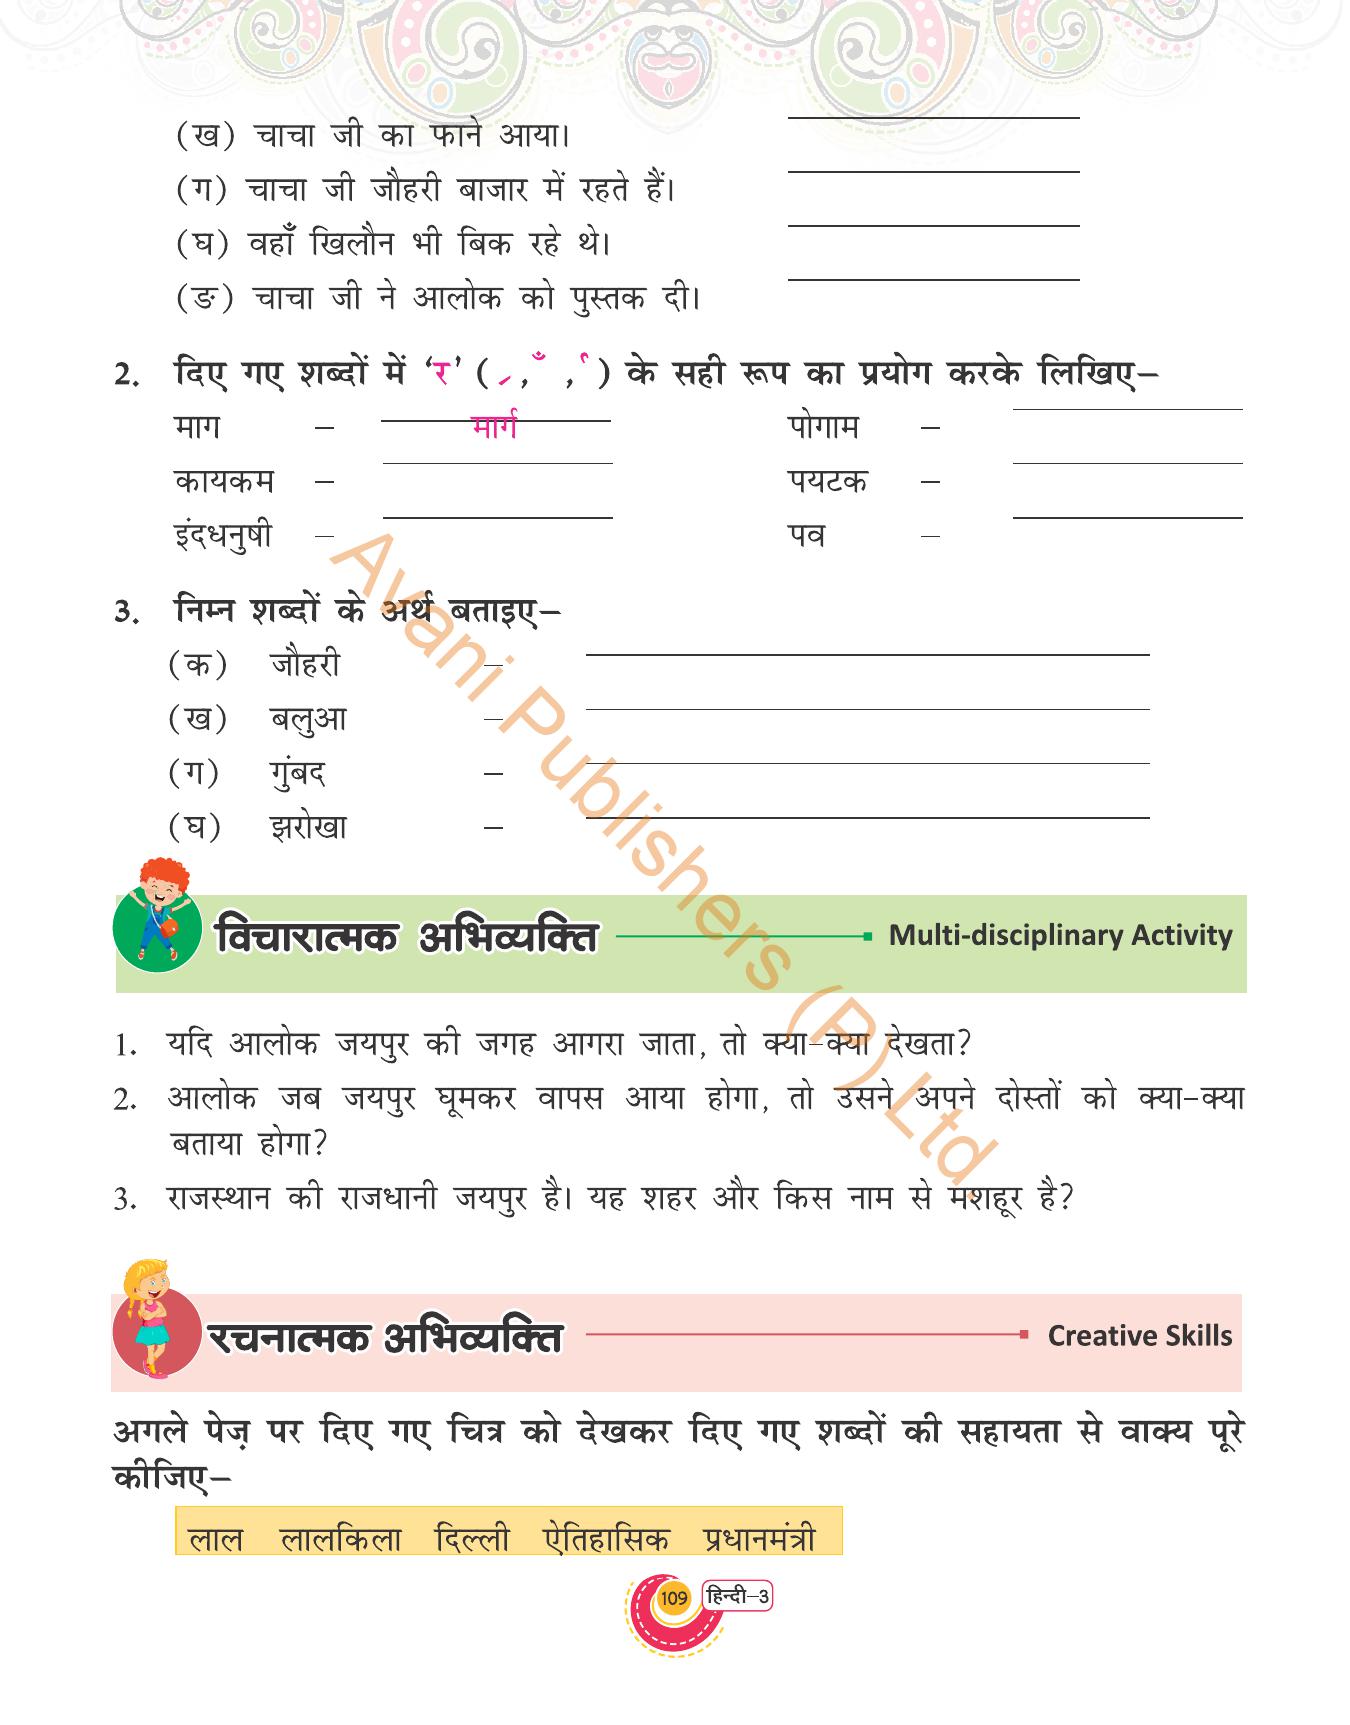 (ख) चाचा जी का फाने आया।
(ग) चाचा जी जौहरी बाजार में रहते हैं।
(घ) वहाँ खिलौन भी बिक रहे थे।
(ङ) चाचा जी ने आलोक को पुस्तक दी।
2. दिए गए शब्दों में ‘र’ ( ्र , ँ , र् ) के सही रूप का प्रयोग करके लिखिए–
माग – मार्ग पोगाम –
कायकम – पयटक –
इंदधनुषी – पव –
3. निम्न शब्दों के अर्थ बताइए–
(क) जौहरी –
(ख) बलुआ –
(ग) गुंबद –
(घ) झरोखा –
विचारात्मक अभिव्यक्ति Multi-disciplinary Activity
1. यदि आलोक जयपुर की जगह आगरा जाता, तो क्या-क्या देखता?
2. आलोक जब जयपुर घूमकर वापस आया होगा, तो उसने अपने दोस्तों को क्या-क्या
बताया होगा?
3. राजस्थान की राजधानी जयपुर है। यह शहर और किस नाम से मशहूर है?
रचनात्मक अभिव्यक्ति Creative Skills
अगले पेज़ पर दिए गए चित्र को देखकर दिए गए शब्दों की सहायता से वाक्य पूरे
कीजिए–
लाल लालकिला दिल्ली ऐतिहासिक प्रधानमंत्री
109 हिन्दी-3
Avani Publishers (P) Ltd.